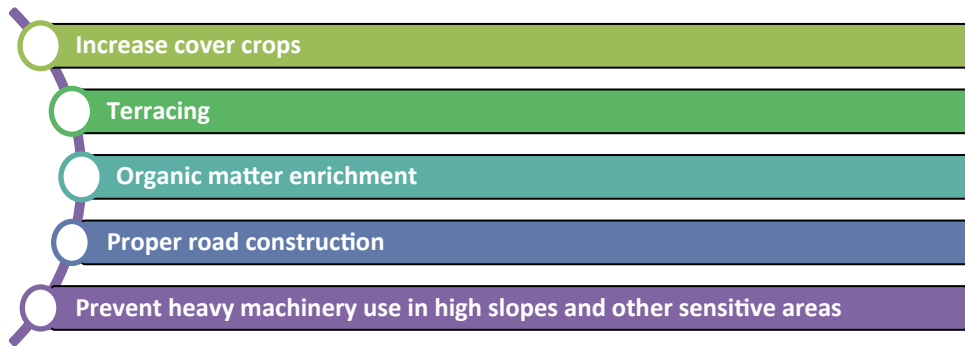 Increase cover crops
Terracing
Organic matter enrichment
Proper road construction
Prevent heavy machinery use in high slopes and other sensitive areas